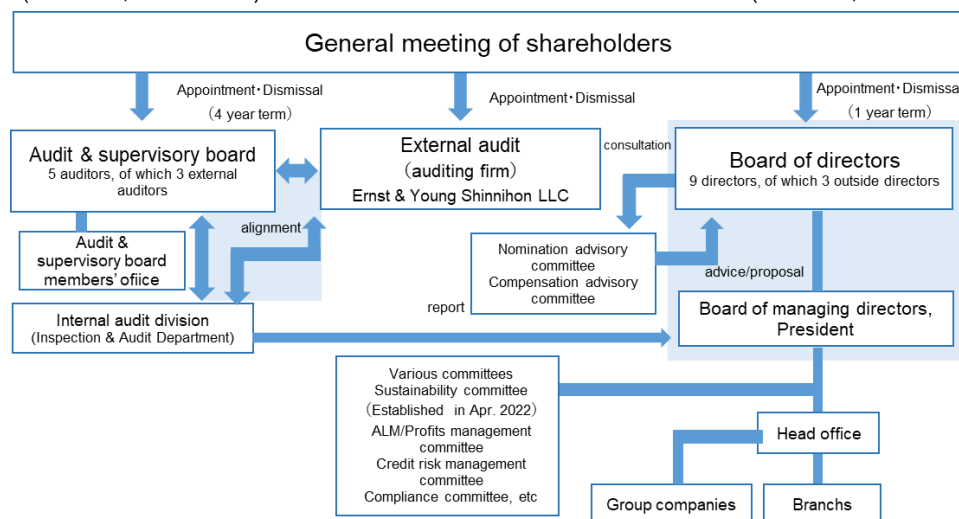 General meeting of shareholders
Appointment・Dismissal
（4 year term）
Appointment・Dismissal
Appointment・Dismissal
（1 year term）
Audit & supervisory board
5 auditors, of which 3 external
auditors
External audit
（auditing firm）
Ernst & Young Shinnihon LLC
consultation
Board of directors
9 directors, of which 3 outside directors
alignment
Audit &
supervisory board
members’ ofiice
Nomination advisory
committee
Compensation advisory
committee
advice/proposal
report
Internal audit division
(Inspection & Audit Department)
Board of managing directors,
President
Various committees
Sustainability committee
（Established in Apr. 2022）
ALM/Profits management
committee
Credit risk management
committee
Compliance committee, etc
Head office
Group companies
Branchs